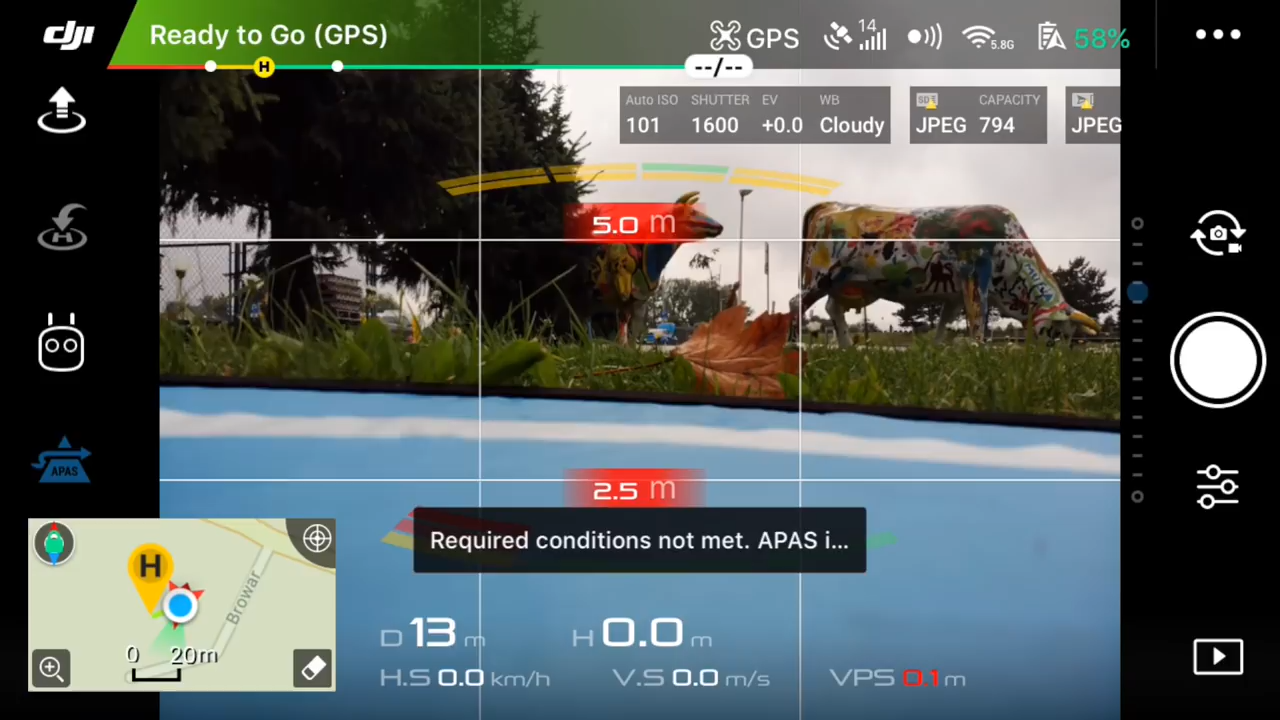 dji
Ready to Go (GPS)
GPS
14
5.8G
58%
H
--/--
Auto ISO SHUTTER EV WB
101 1600 +0.0 Cloudy
SD E CAPACITY
JPEG 794
JPEG
5.0 m
H
APAS
2.5 m
Required conditions not met. APAS i...
H
Browar
0 20m
D 13 m H 0.0 m
H.S 0.0 km/h V.S 0.0 m/s VPS 0.1 m